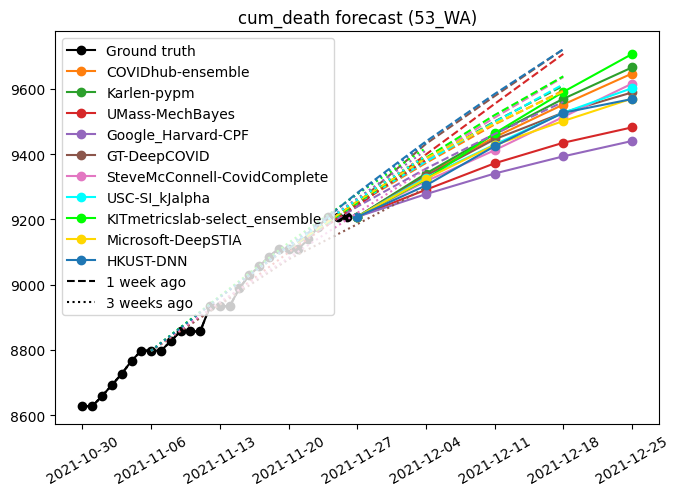 cum_death forecast (53_WA)
Ground truth
COVIDhub-ensemble
Karlen-pypm
UMass-MechBayes
Google_Harvard-CPF
GT-DeepCOVID
SteveMcConnell-CovidComplete
USC-SI_kJalpha
KITmetricslab-select_ensemble
Microsoft-DeepSTIA
HKUST-DNN
1 week ago
3 weeks ago
9600
9400
9200
9000
8800
8600
2021-10-30
2021-11-06
2021-11-13
2021-11-20
2021-11-27
2021-12-04
2021-12-11
2021-12-18
2021-12-25